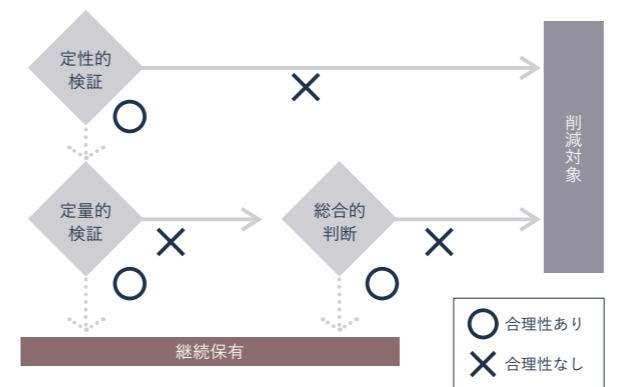 定性的
検証
定量的
検証
総合的
判断
削減対象
継続保有
合理性あり
合理性なし